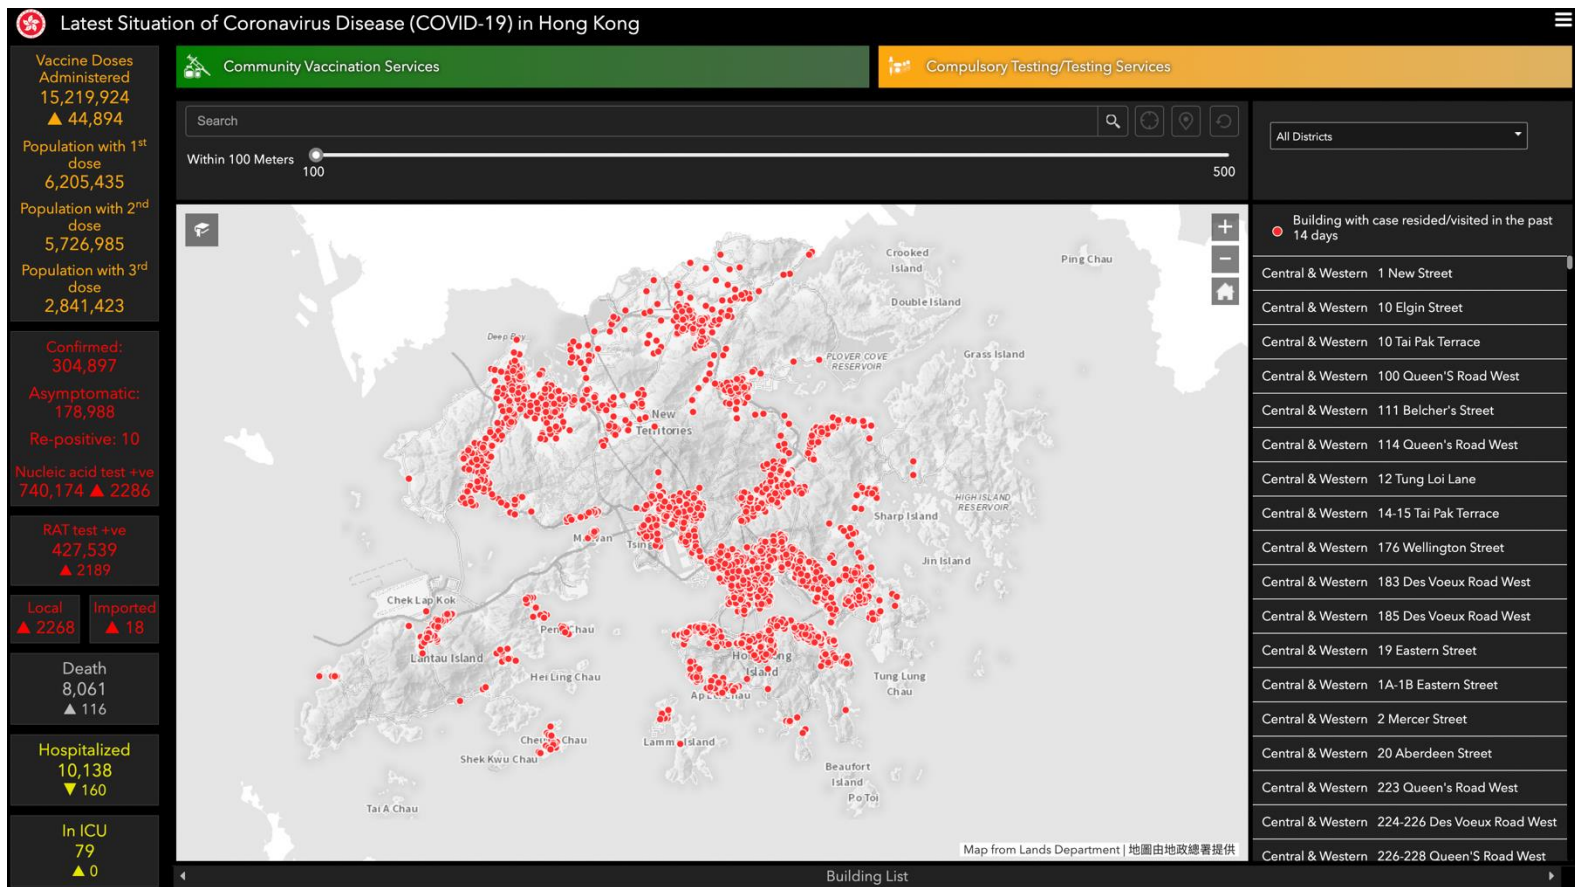 Latest Situation of Coronavirus Disease (COVID-19) in Hong Kong
Vaccine Doses
Administered
15,219,924
▲ 44,894
Population with 1st
dose
6,205,435
Population with 2nd
dose
5,726,985
Population with 3rd
dose
2,841,423
Confirmed:
304,897
Asymptomatic:
178,988
Re-positive: 10
Nucleic acid test +ve
740,174 ▲ 2286
RAT test +ve
427,539
▲ 2189
Local
▲ 2268
Imported
▲ 18
Death
8,061
▲ 116
Hospitalized
10,138
▼ 160
In ICU
79
▲ 0
Community Vaccination Services
Compulsory Testing/Testing Services
Search
Within 100 Meters
100
500
All Districts
Crooked
Island
Ping Chau
Double Island
Deep Bay
PLOVER COVE
RESERVOIR
Grass Island
New
Territories
HIGH ISLAND
RESERVOIR
Sharp Island
Jin Island
Chek Lap Kok
Lantau Island
Hei Ling Chau
Island
Tung Lung
Chau
Shek Kwu Chau
Beaufort
Island
Po Toi
Tai A Chau
Map from Lands Department | 地圖由地政總署提供
Building List
Building with case resided/visited in the past
14 days
Central & Western 1 New Street
Central & Western 10 Elgin Street
Central & Western 10 Tai Pak Terrace
Central & Western 100 Queen'S Road West
Central & Western 111 Belcher's Street
Central & Western 114 Queen's Road West
Central & Western 12 Tung Loi Lane
Central & Western 14-15 Tai Pak Terrace
Central & Western 176 Wellington Street
Central & Western 183 Des Voeux Road West
Central & Western 185 Des Voeux Road West
Central & Western 19 Eastern Street
Central & Western 1A-1B Eastern Street
Central & Western 2 Mercer Street
Central & Western 20 Aberdeen Street
Central & Western 223 Queen's Road West
Central & Western 224-226 Des Voeux Road West
Central & Western 226-228 Queen'S Road West